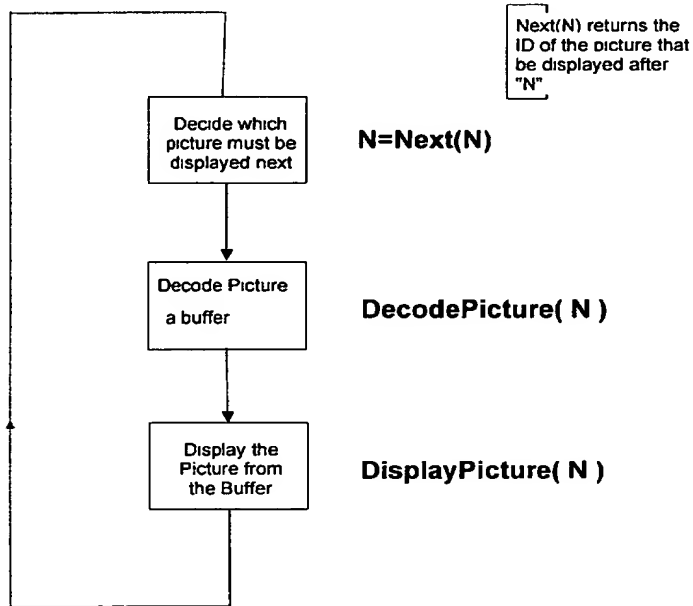 Next(N) returns the
ID of the picture that
be displayed after
"N"
Decide which
picture must be
displayed next
N=Next(N)
Decode Picture
a buffer
DecodePicture( N )
Display the
Picture from
the Buffer
DisplayPicture( N )